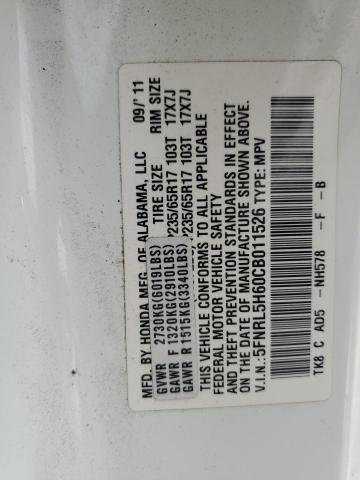 MFD. BY HONDA MFG. OF ALABAMA, LLC 09/'11
TIRE SIZE RIM SIZE
GVWR 2730KG(6019LBS)
GAWR F 1320KG(2910LBS) P235/65R17 103T 17X7J
GAWR R 1515KG(3340LBS) P235/65R17 103T 17X7J
THIS VEHICLE CONFORMS TO ALL APPLICABLE
FEDERAL MOTOR VEHICLE SAFETY
AND THEFT PREVENTION STANDARDS IN EFFECT
ON THE DATE OF MANUFACTURE SHOWN ABOVE.
V.I.N.: 5FNRL5H60CB011526 TYPE: MPV
TK8 C AD5 -NH578 -F -B